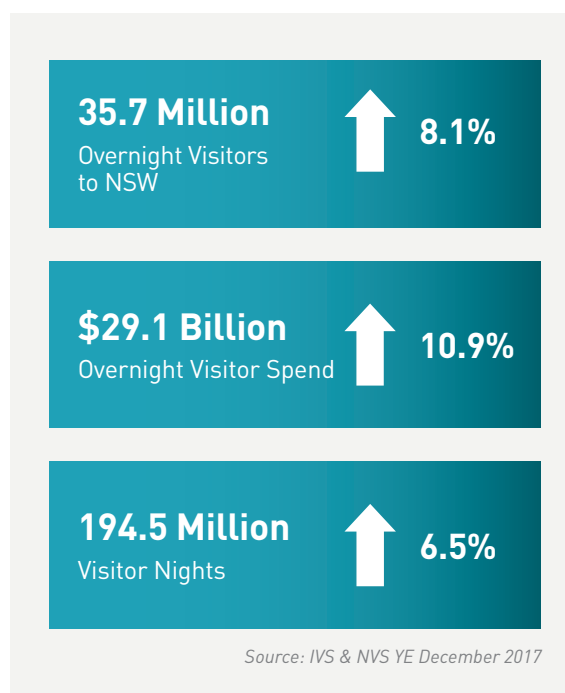 35.7 Million
Overnight Visitors
to NSW
8.1%
$29.1 Billion
Overnight Visitor Spend
10.9%
194.5 Million
Visitor Nights
6.5%
Source: IVS & NVS YE December 2017